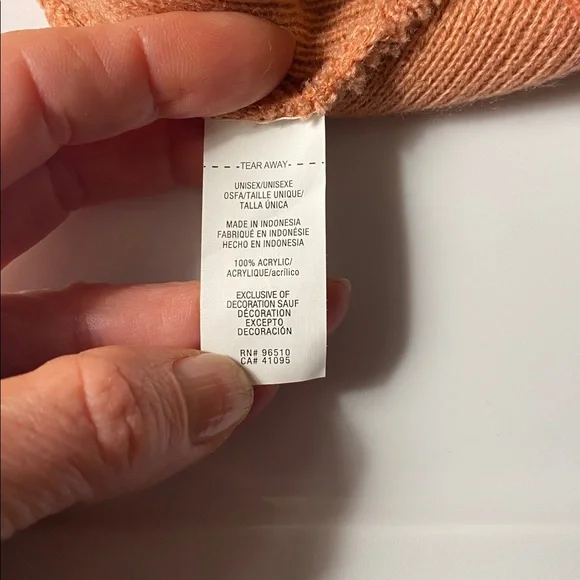 - - - - -TEAR AWAY- - - - -
UNISEX/UNISEXE
OSFA/TAILLE UNIQUE/
TALLA ÚNICA
MADE IN INDONESIA
FABRIQUÉ EN INDONÉSIE
HECHO EN INDONESIA
100% ACRYLIC/
ACRYLIQUE/acrílico
EXCLUSIVE OF
DECORATION SAUF
DÉCORATION
EXCEPTO
DECORACIÓN
RN# 96510
CA# 41095